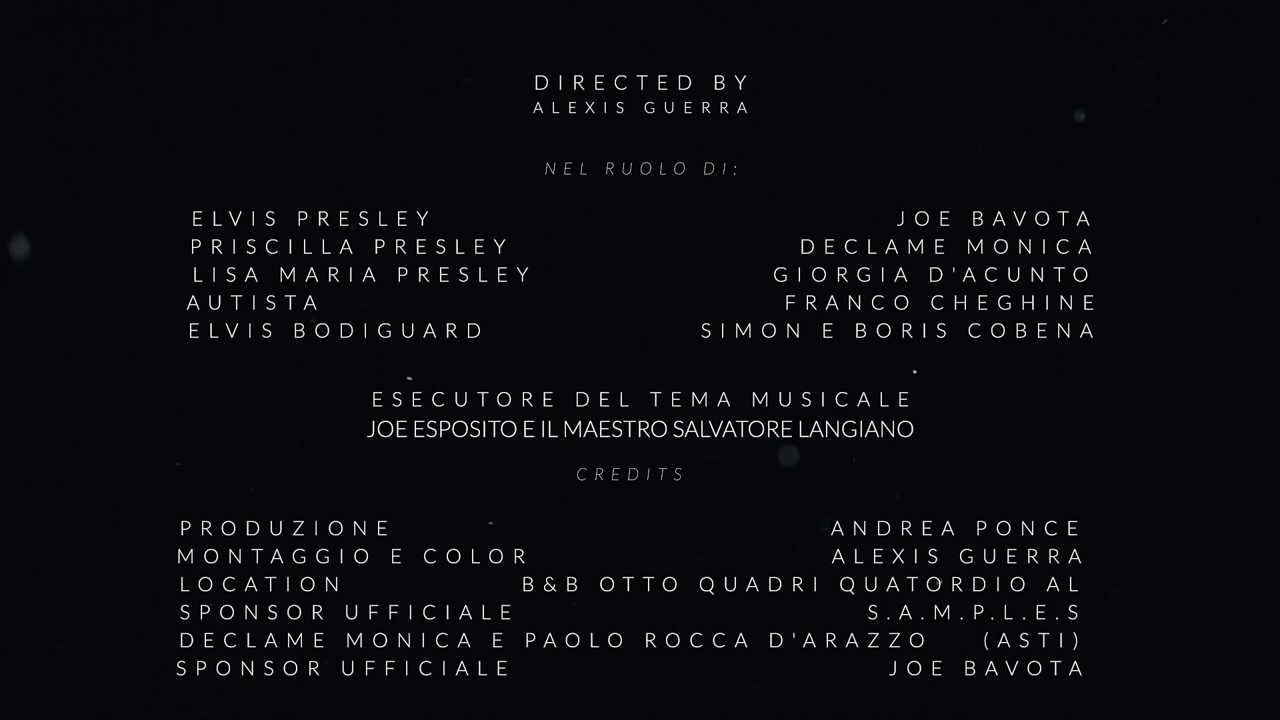 DIRECTED BY
ALEXIS GUERRA
NEL RUOLO DI:
ELVIS PRESLEY JOE BAVOTA
PRISCILLA PRESLEY DECLAME MONICA
LISA MARIA PRESLEY GIORGIA D'ACUNTO
AUTISTA FRANCO CHEGHINE
ELVIS BODIGUARD SIMON E BORIS COBENA
ESECUTORE DEL TEMA MUSICALE
JOE ESPOSITO E IL MAESTRO SALVATORE LANGIANO
CREDITS
PRODUZIONE ANDREA PONCE
MONTAGGIO E COLOR ALEXIS GUERRA
LOCATION B&B OTTO QUADRI QUATORDIO AL
SPONSOR UFFICIALE S.A.M.P.L.E.S
DECLAME MONICA E PAOLO ROCCA D'ARAZZO (ASTI)
SPONSOR UFFICIALE JOE BAVOTA